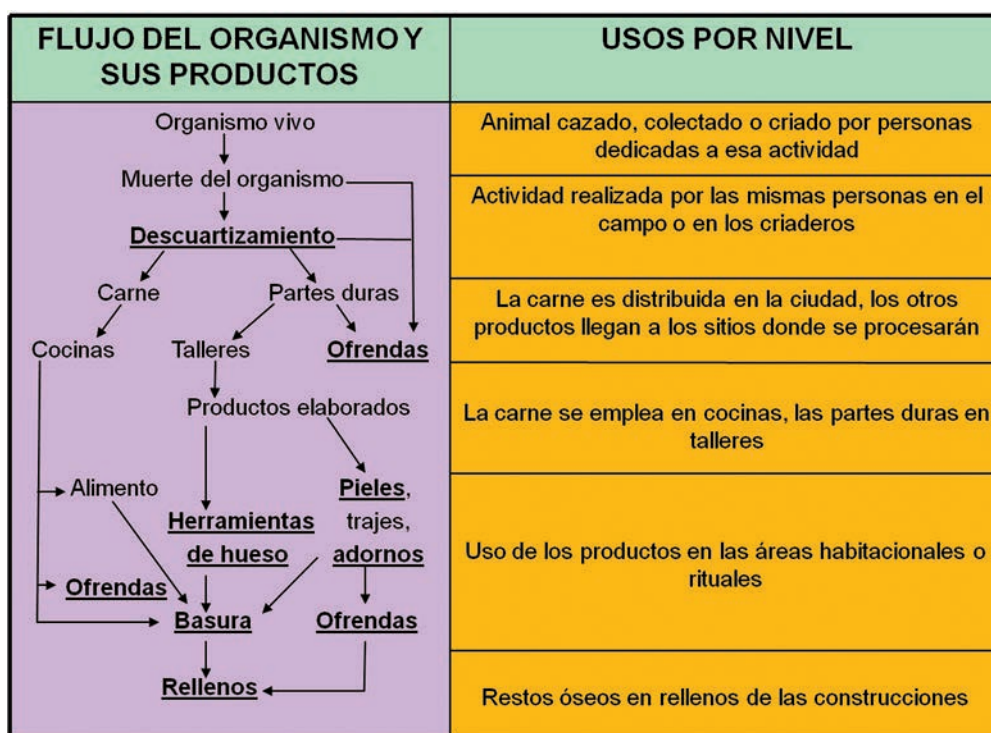 FLUJO DEL ORGANISMO Y
SUS PRODUCTOS
USOS POR NIVEL
Organismo vivo
Muerte del organismo
Descuartizamiento
Carne
Partes duras
Cocinas
Talleres
Ofrendas
Productos elaborados
Alimento
Pieles,
Herramientas
trajes,
de hueso
adornos
Ofrendas
Basura
Ofrendas
Rellenos
Animal cazado, colectado o criado por personas
dedicadas a esa actividad
Actividad realizada por las mismas personas en el
campo o en los criaderos
La carne es distribuida en la ciudad, los otros
productos llegan a los sitios donde se procesarán
La carne se emplea en cocinas, las partes duras en
talleres
Uso de los productos en las áreas habitacionales o
rituales
Restos óseos en rellenos de las construcciones